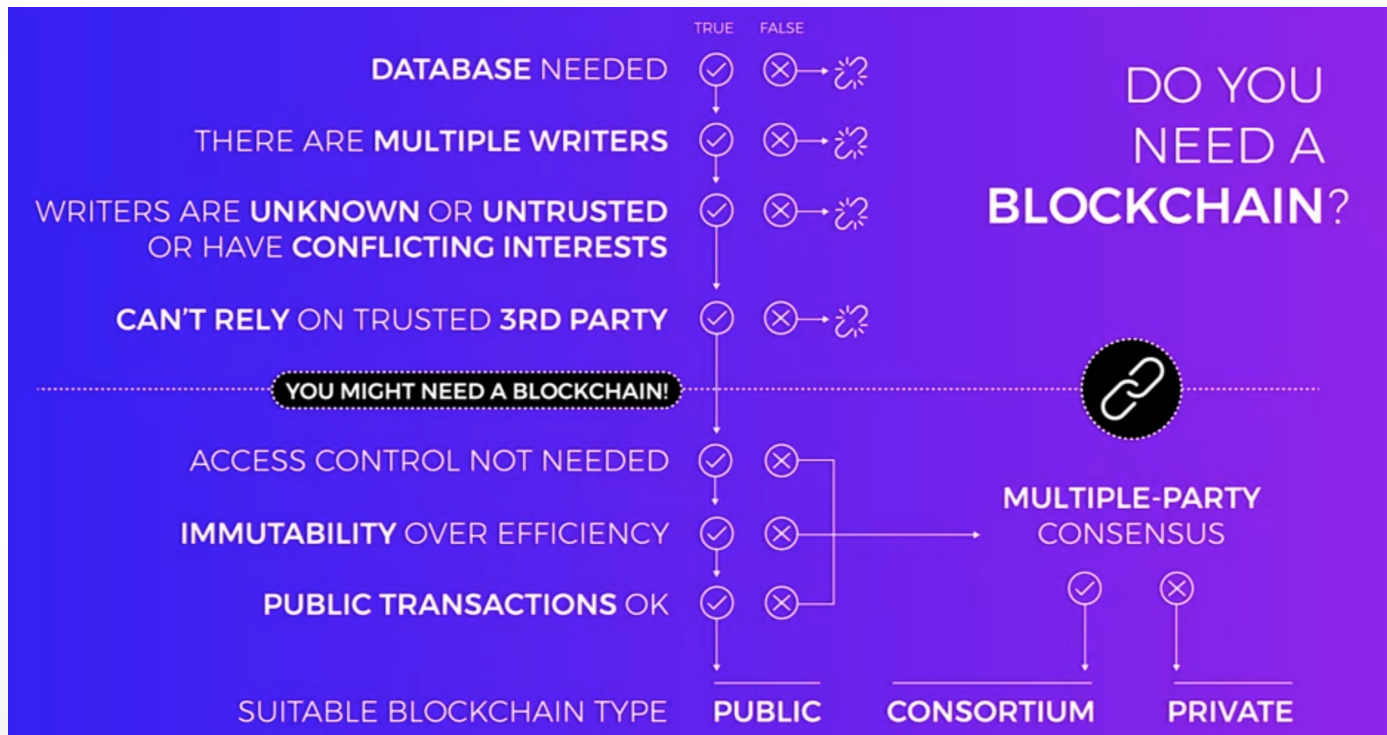 TRUE FALSE
DATABASE NEEDED
THERE ARE MULTIPLE WRITERS
WRITERS ARE UNKNOWN OR UNTRUSTED
OR HAVE CONFLICTING INTERESTS
CAN'T RELY ON TRUSTED 3RD PARTY
DO YOU
NEED A
BLOCKCHAIN?
YOU MIGHT NEED A BLOCKCHAIN!
ACCESS CONTROL NOT NEEDED
IMMUTABILITY OVER EFFICIENCY
PUBLIC TRANSACTIONS OK
MULTIPLE-PARTY
CONSENSUS
SUITABLE BLOCKCHAIN TYPE PUBLIC CONSORTIUM PRIVATE